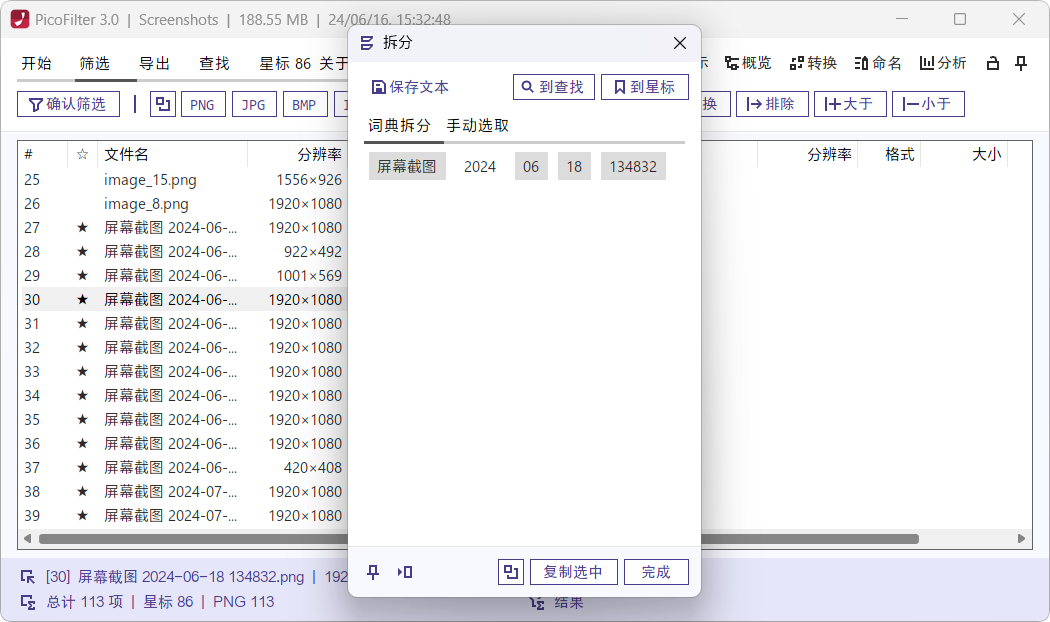 PicoFilter 3.0 | Screenshots | 188.55 MB | 24/06/16, 15:32:48
拆分
开始 筛选 导出 查找 星标 86 关于 示 概览 转换 命名 分析
保存文本 到查找 到星标
确认筛选 | PNG JPG BMP 换 排除 大于 小于
词典拆分 手动选取
# ☆ 文件名 分辨率 分辨率 格式 大小
屏幕截图 2024 06 18 134832
25 image_15.png 1556×926
26 image_8.png 1920×1080
27 ★ 屏幕截图 2024-06-... 1920×1080
28 ★ 屏幕截图 2024-06-... 922×492
29 ★ 屏幕截图 2024-06-... 1001×569
30 ★ 屏幕截图 2024-06-... 1920×1080
31 ★ 屏幕截图 2024-06-... 1920×1080
32 ★ 屏幕截图 2024-06-... 1920×1080
33 ★ 屏幕截图 2024-06-... 1920×1080
34 ★ 屏幕截图 2024-06-... 1920×1080
35 ★ 屏幕截图 2024-06-... 1920×1080
36 ★ 屏幕截图 2024-06-... 1920×1080
37 ★ 屏幕截图 2024-06-... 420×408
38 ★ 屏幕截图 2024-07-... 1920×1080
39 ★ 屏幕截图 2024-07-... 1920×1080
复制选中 完成
[30] 屏幕截图 2024-06-18 134832.png | 192
总计 113 项 | 星标 86 | PNG 113 结果